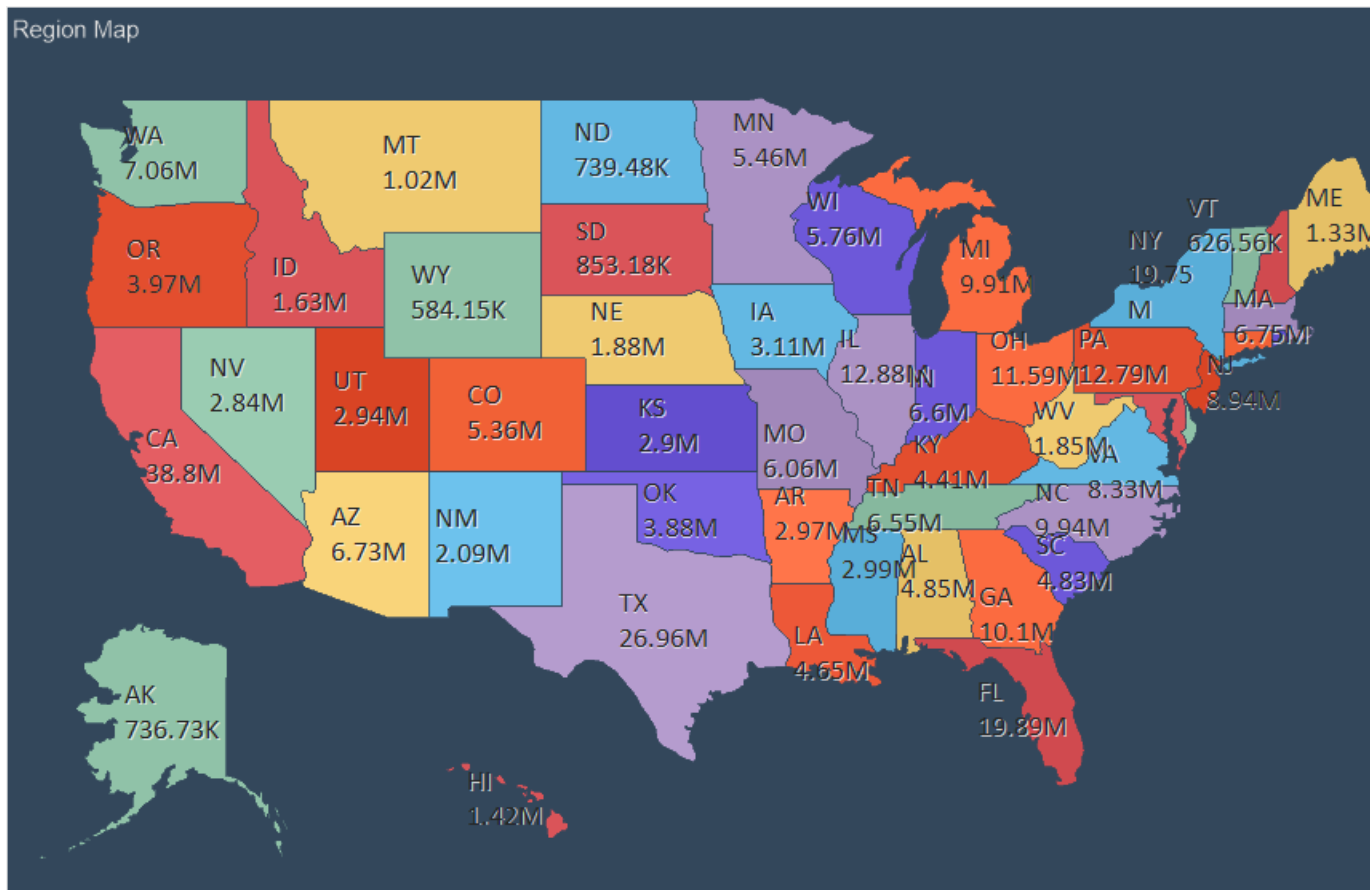 Region Map
WA
7.06M
MT
1.02M
ND
739.48K
MN
5.46M
OR
3.97M
ID
1.63M
WY
584.15K
SD
853.18K
WI
5.76M
MI
9.91M
VT
626.56K
NY
19.75
M
ME
1.33M
MA
6.75M
NV
2.84M
UT
2.94M
CO
5.36M
NE
1.88M
IA
3.11M
IL
12.88M
IN
6.6M
OH
11.59M
PA
12.79M
NJ
8.94M
CA
38.8M
KS
2.9M
MO
6.06M
KY
4.41M
WV
1.85M
VA
8.33M
AZ
6.73M
NM
2.09M
OK
3.88M
AR
2.97M
TN
6.55M
NC
9.94M
TX
26.96M
LA
4.65M
MS
2.99M
AL
4.85M
GA
10.1M
SC
4.83M
FL
19.89M
AK
736.73K
HI
1.42M